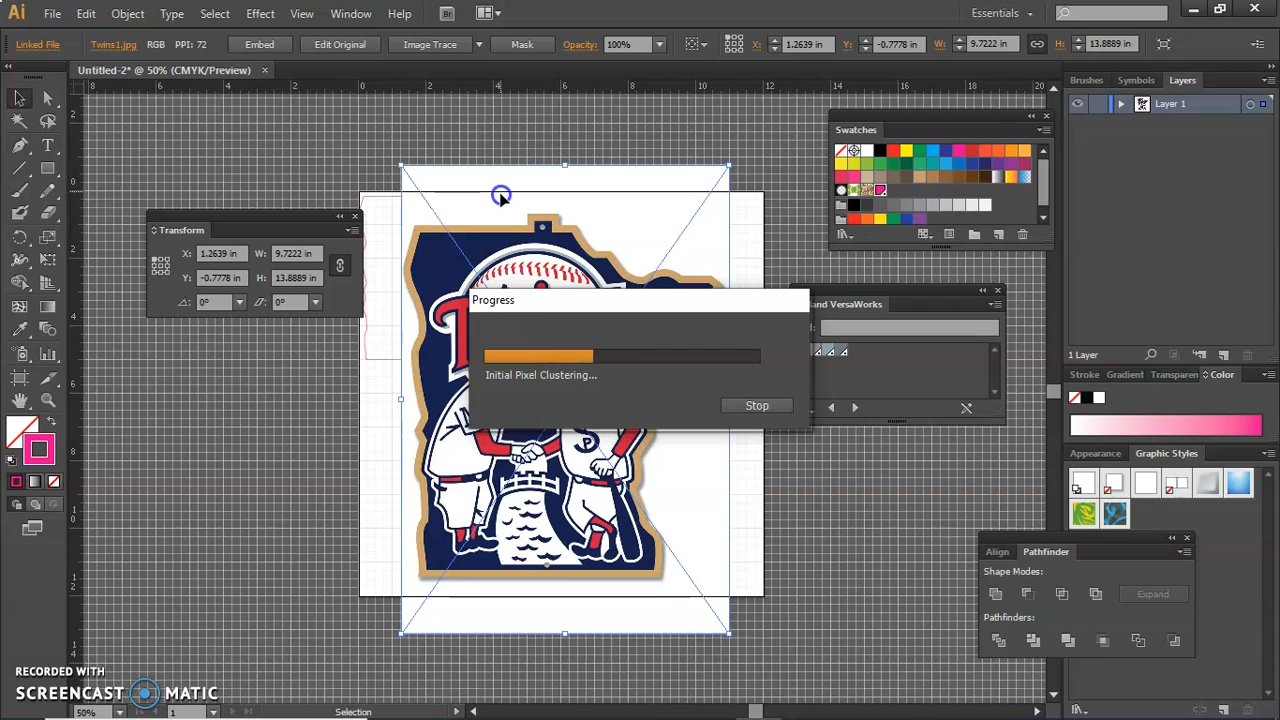 Ai File Edit Object Type Select Effect View Window Help Br Essentials
Linked File Twins1.jpg RGB PPI: 72 Embed Edit Original Image Trace Mask Opacity: 100% X: 1.2639 in Y: -0.7778 in W: 9.7222 in H: 13.8889 in
Untitled-2* @ 50% (CMYK/Preview) ×
Brushes Symbols Layers
Layer 1
Swatches
Transform
X: 1.2639 in W: 9.7222 in
Y: -0.7778 in H: 13.8889 in
0° 0°
Progress
Initial Pixel Clustering...
Stop
and VersaWorks
1 Layer
Stroke Gradient Transparen Color
Appearance Graphic Styles
Align Pathfinder
Shape Modes:
Expand
Pathfinders:
RECORDED WITH
SCREENCAST MATIC
50% 1 Selection